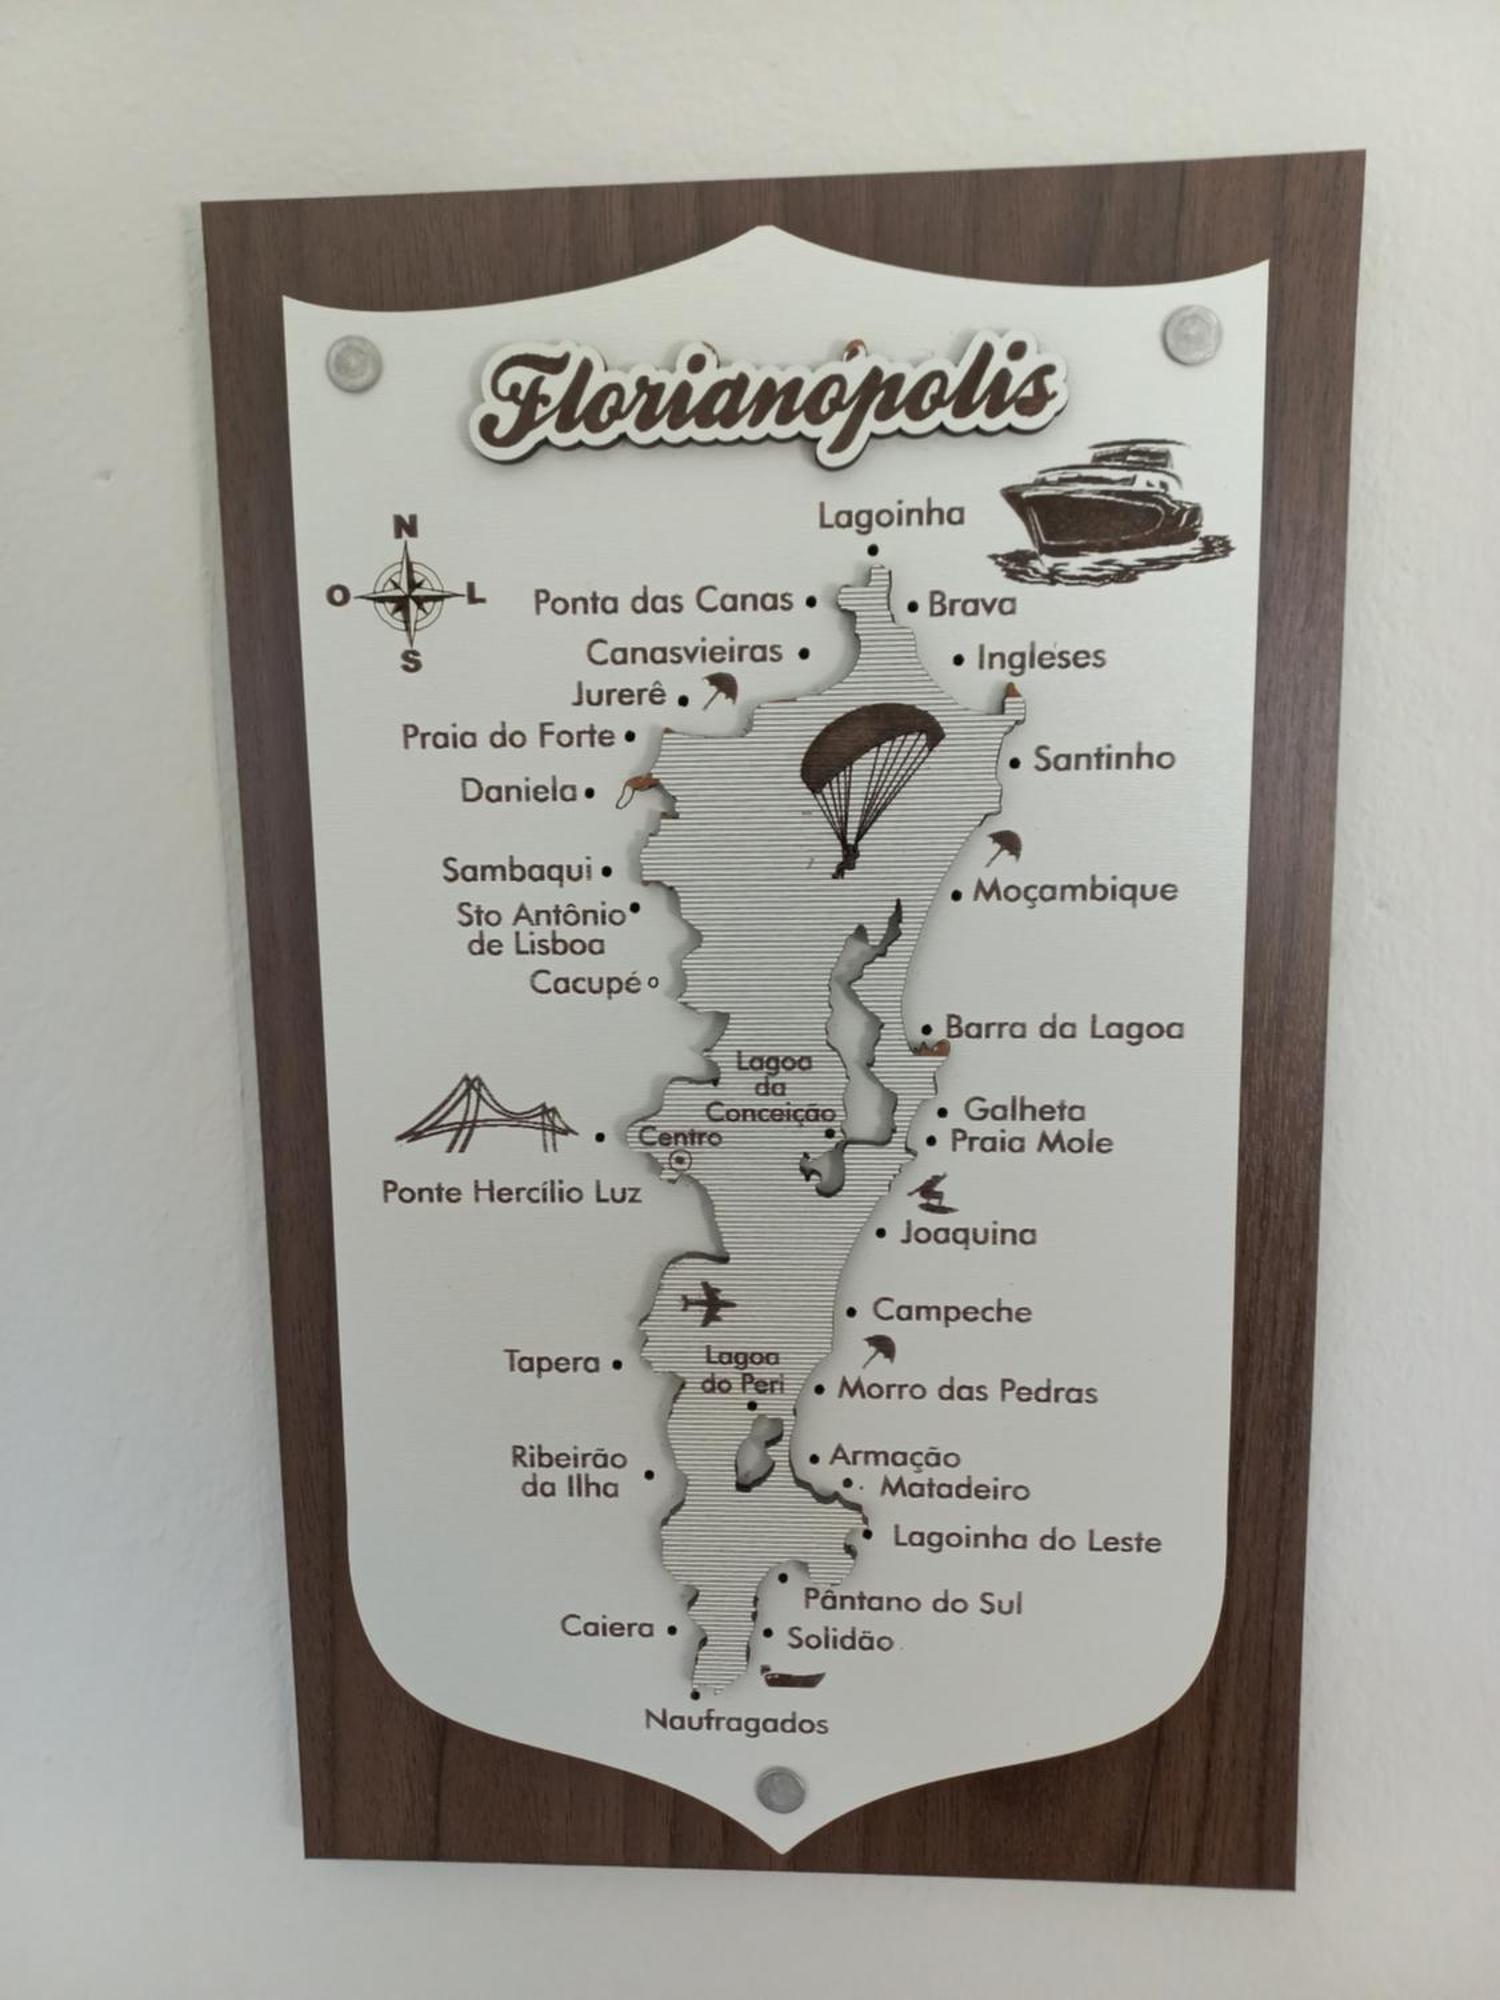 Florianópolis
N
O L
S
Lagoinha
Ponta das Canas
Brava
Canasvieiras
Ingleses
Jurerê
Praia do Forte
Santinho
Daniela
Sambaqui
Moçambique
Sto Antônio
de Lisboa
Cacupé
Barra da Lagoa
Lagoa
da
Conceição
Galheta
Centro
Praia Mole
Ponte Hercílio Luz
Joaquina
Campeche
Tapera
Lagoa
do Peri
Morro das Pedras
Ribeirão
da Ilha
Armação
Matadeiro
Lagoinha do Leste
Pântano do Sul
Caiera
Solidão
Naufragados